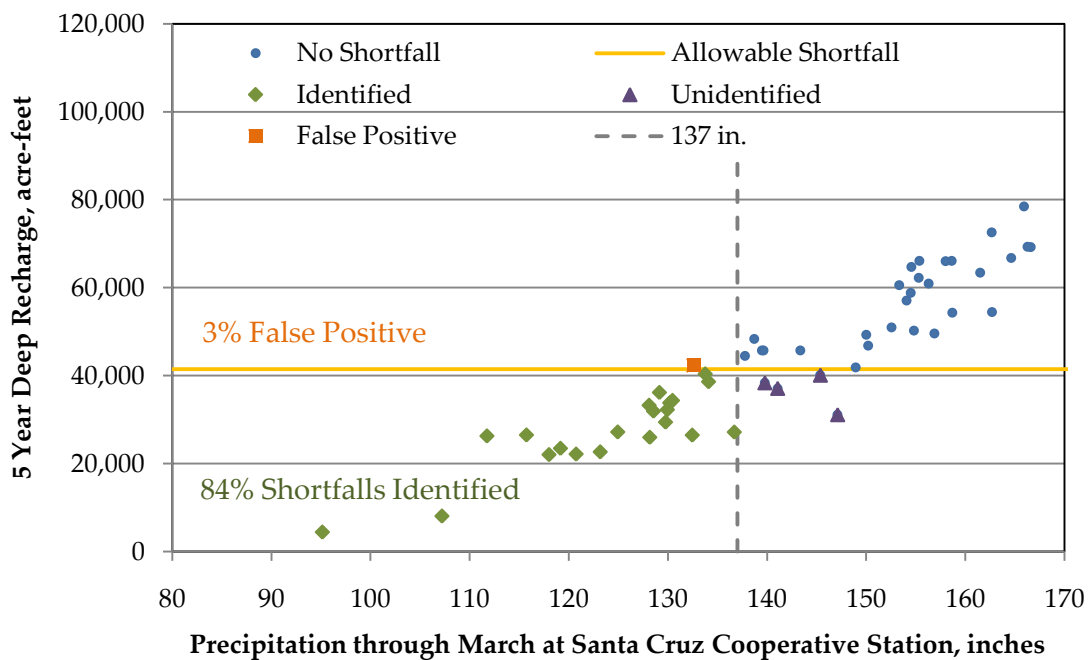 120,000
100,000
80,000
60,000
40,000
20,000
0
5 Year Deep Recharge, acre-feet
No Shortfall
Allowable Shortfall
Identified
Unidentified
False Positive
137 in.
3% False Positive
84% Shortfalls Identified
80 90 100 110 120 130 140 150 160 170
Precipitation through March at Santa Cruz Cooperative Station, inches